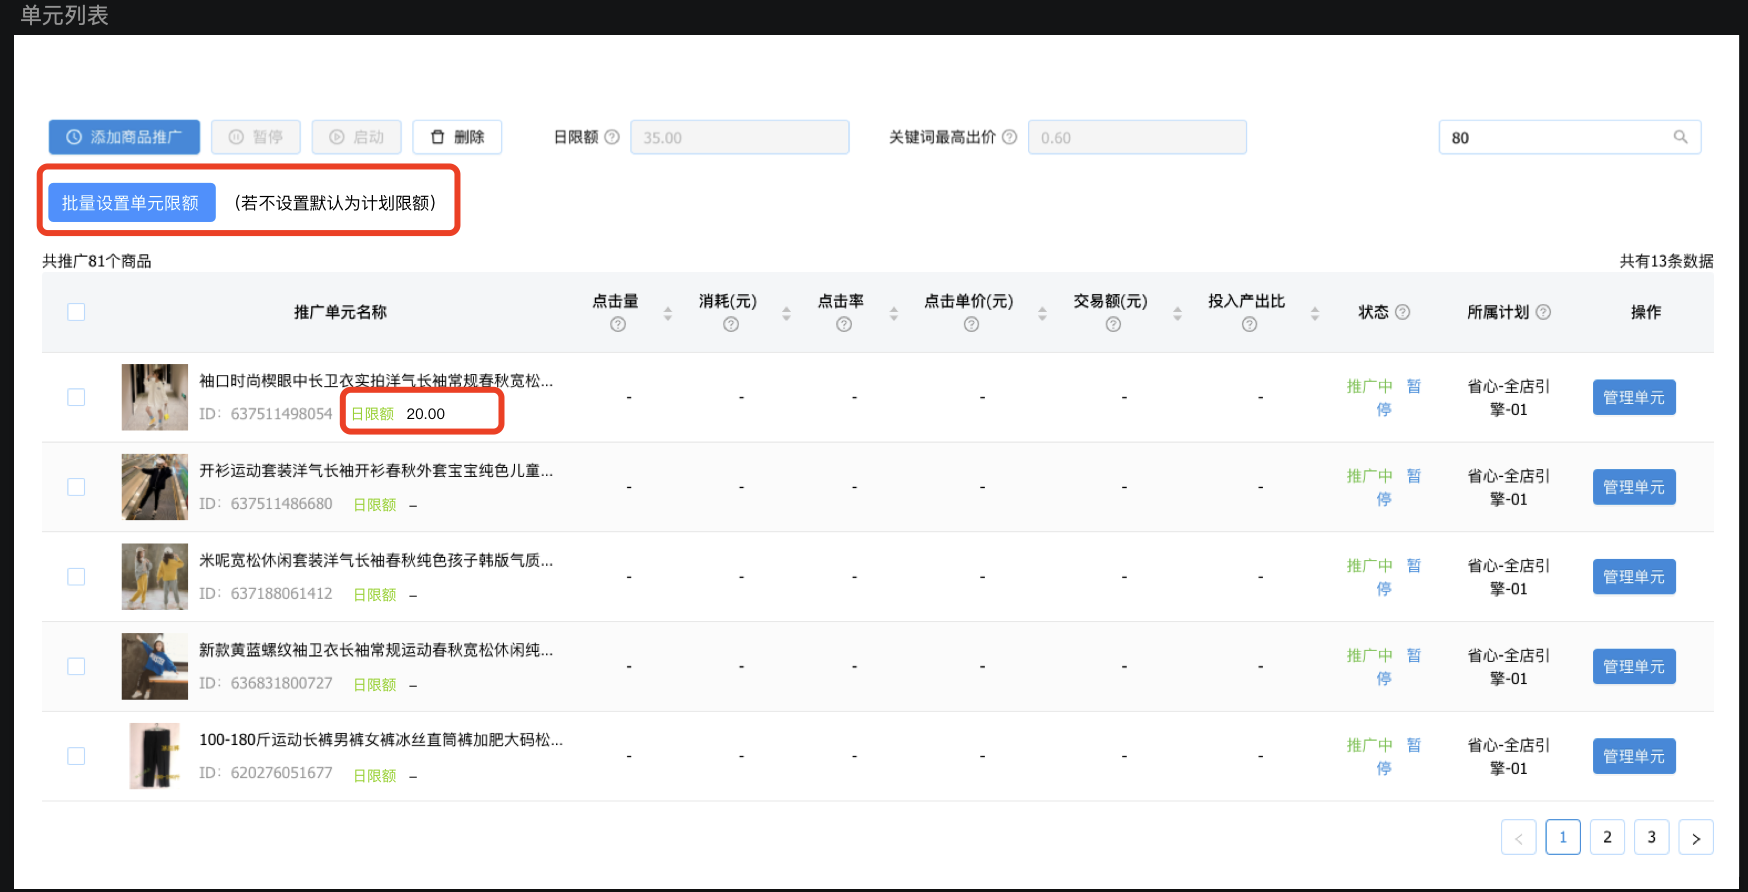 单元列表
添加商品推广 暂停 启动 删除 日限额 35.00 关键词最高出价 0.60 80
批量设置单元限额 (若不设置默认为计划限额)
共推广81个商品 共有13条数据
推广单元名称 点击量 消耗(元) 点击率 点击单价(元) 交易额(元) 投入产出比 状态 所属计划 操作
袖口时尚楔眼中长卫衣实拍洋气长袖常规春秋宽松...
ID: 637511498054 日限额 20.00
- - - - - - 推广中 暂停 省心-全店引擎-01 管理单元
开衫运动套装洋气长袖开衫春秋外套宝宝纯色儿童...
ID: 637511486680 日限额 –
- - - - - - 推广中 暂停 省心-全店引擎-01 管理单元
米呢宽松休闲套装洋气长袖春秋纯色孩子韩版气质...
ID: 637188061412 日限额 –
- - - - - - 推广中 暂停 省心-全店引擎-01 管理单元
新款黄蓝螺纹袖卫衣长袖常规运动春秋宽松休闲纯...
ID: 636831800727 日限额 –
- - - - - - 推广中 暂停 省心-全店引擎-01 管理单元
100-180斤运动长裤男裤女裤冰丝直筒裤加肥大码松...
ID: 620276051677 日限额 –
- - - - - - 推广中 暂停 省心-全店引擎-01 管理单元
< 1 2 3 >